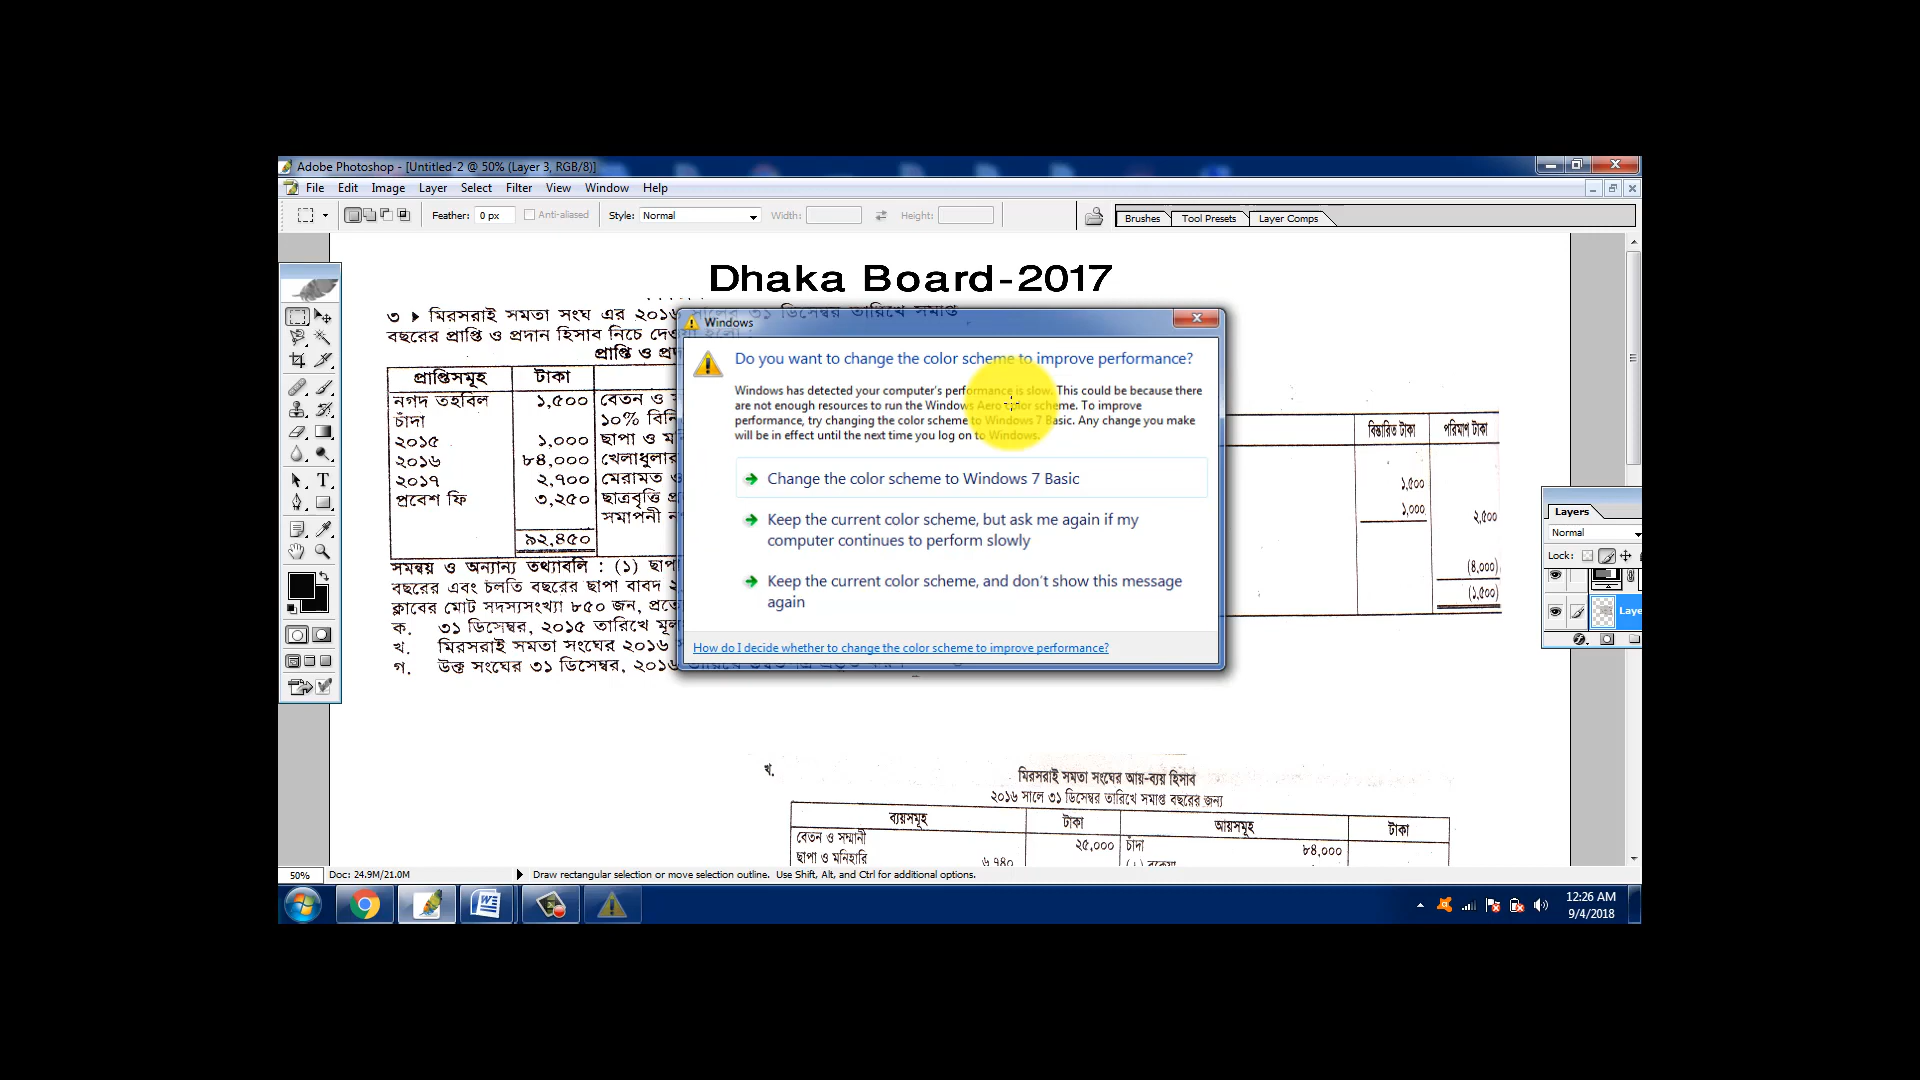 Adobe Photoshop - [Untitled-2 @ 50% (Layer 3, RGB/8)]
File Edit Image Layer Select Filter View Window Help
Feather: 0 px Anti-aliased Style: Normal Width: Height: Brushes Tool Presets Layer Comps
Dhaka Board-2017
৩ মিরসরাই সমতা সংঘ এর ২০১৬ সালের ৩১ ডিসেম্বর তারিখে সমাপ্ত
বছরের প্রাপ্তি ও প্রদান হিসাব নিচে দেওয়া হলো :
প্রাপ্তি ও
প্রাপ্তিসমূহ টাকা
নগদ তহবিল ১,৫০০ বেতন ও
চাঁদা ১০%
২০১৫ ১,০০০ ছাপা ও
২০১৬ ৮৪,০০০ খেলাধুলার
২০১৭ ২,৭০০ মেরামত ও
প্রবেশ ফি ৩,২৫০ ছাত্রবৃত্তি
সমাপনী
৯২,৪৫০
সমন্বয় ও অন্যান্য তথ্যাবলি : (১) ছাপা
বছরের এবং চলতি বছরের ছাপা বাবদ
ক্লাবের মোট সদস্যসংখ্যা ৮৫০ জন,
ক. ৩১ ডিসেম্বর, ২০১৫ তারিখে
খ. মিরসরাই সমতা সংঘের ২০১৬
গ. উক্ত সংঘের ৩১ ডিসেম্বর, ২০১৬
Windows
Do you want to change the color scheme to improve performance?
Windows has detected your computer's performance is slow. This could be because there
are not enough resources to run the Windows Aero color scheme. To improve
performance, try changing the color scheme to Windows 7 Basic. Any change you make
will be in effect until the next time you log on to Windows.
Change the color scheme to Windows 7 Basic
Keep the current color scheme, but ask me again if my
computer continues to perform slowly
Keep the current color scheme, and don't show this message
again
How do I decide whether to change the color scheme to improve performance?
বিস্তারিত টাকা পরিমাণ টাকা
১,৫০০
১,০০০ ২,৫০০
(৪,০০০)
(১,৫০০)
Layers
Normal
Lock:
Laye
খ.
মিরসরাই সমতা সংঘের আয়-ব্যয় হিসাব
২০১৬ সালে ৩১ ডিসেম্বর তারিখে সমাপ্ত বছরের জন্য
ব্যয়সমূহ টাকা আয়সমূহ টাকা
বেতন ও সম্মানী ২৫,০০০ চাঁদা ৮৪,০০০
ছাপা ও মনিহারি ৬,৭৪০ (+) বকেয়া
50% Doc: 24.9M/21.0M Draw rectangular selection or move selection outline. Use Shift, Alt, and Ctrl for additional options.
12:26 AM
9/4/2018